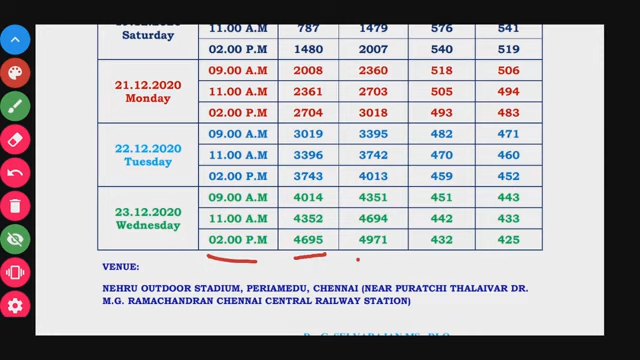 Saturday 11.00 A.M 787 1479 576 541
02.00 P.M 1480 2007 540 519
21.12.2020 Monday 09.00 A.M 2008 2360 518 506
11.00 A.M 2361 2703 505 494
02.00 P.M 2704 3018 493 483
22.12.2020 Tuesday 09.00 A.M 3019 3395 482 471
11.00 A.M 3396 3742 470 460
02.00 P.M 3743 4013 459 452
23.12.2020 Wednesday 09.00 A.M 4014 4351 451 443
11.00 A.M 4352 4694 442 433
02.00 P.M 4695 4971 432 425
VENUE:
NEHRU OUTDOOR STADIUM, PERIAMEDU, CHENNAI (NEAR PURATCHI THALAIVAR DR.
M.G. RAMACHANDRAN CHENNAI CENTRAL RAILWAY STATION)